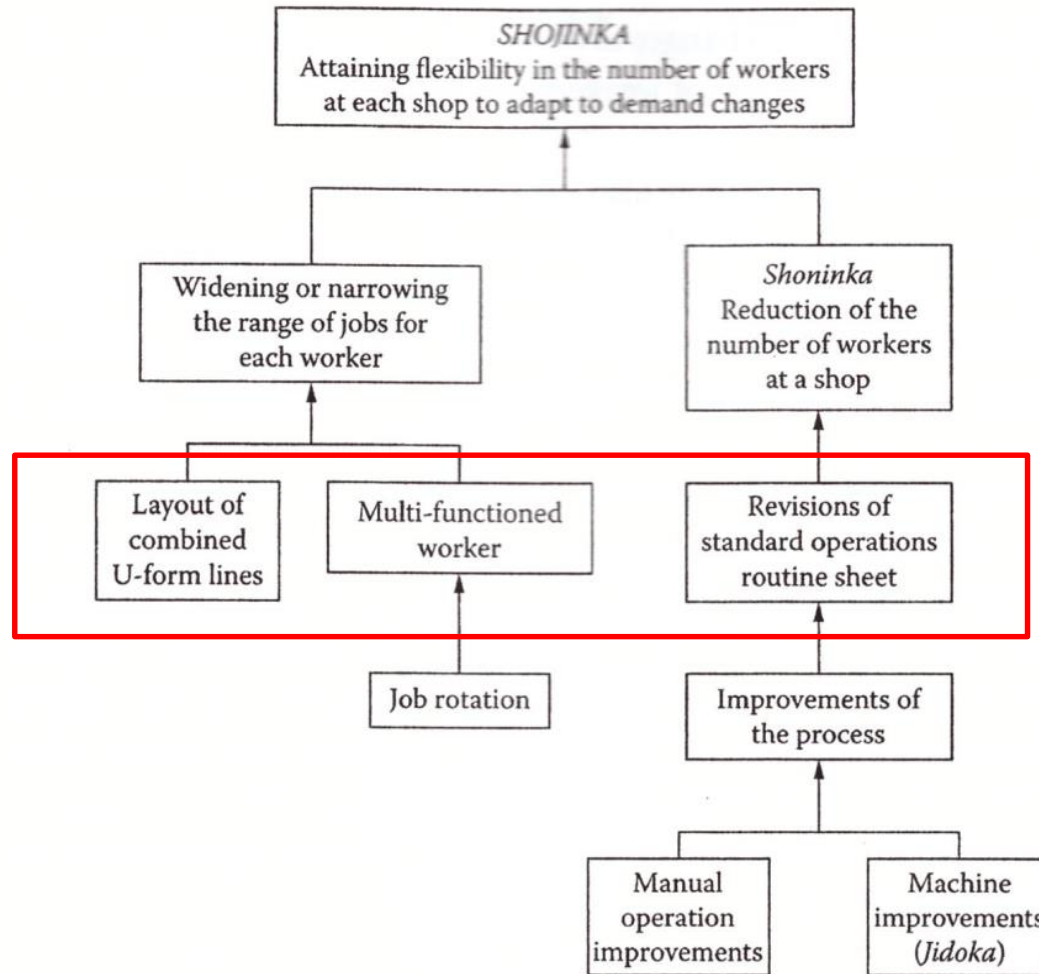 SHOJINKA
Attaining flexibility in the number of workers
at each shop to adapt to demand changes
Widening or narrowing
the range of jobs for
each worker
Shoninka
Reduction of the
number of workers
at a shop
Layout of
combined
U-form lines
Multi-functioned
worker
Revisions of
standard operations
routine sheet
Job rotation
Improvements of
the process
Manual
operation
improvements
Machine
improvements
(Jidoka)